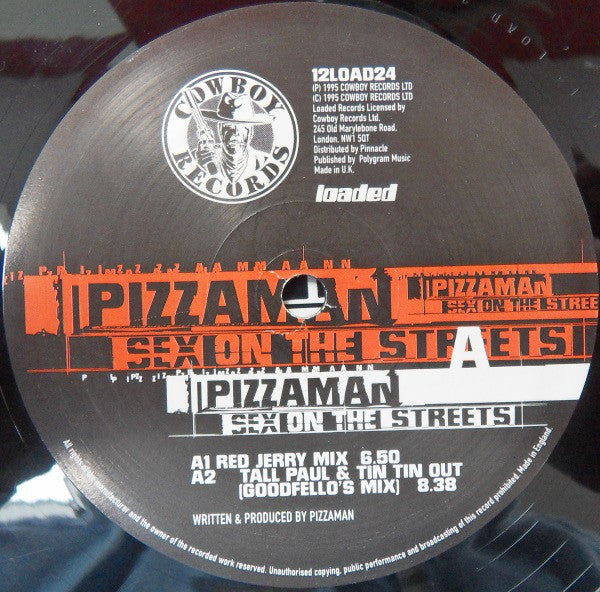 COWBOY
RECORDS
12LOAD24
(P) 1995 COWBOY RECORDS LTD
(C) 1995 COWBOY RECORDS LTD
Loaded Records Licensed by
Cowboy Records Ltd.
245 Old Marylebone Road.
London, NW1 5QT
Distributed by Pinnacle
Published by Polygram Music
Made in U.K.
loaded
PIZZAMAN
SEX ON THE STREETS
PIZZAMAN
SEX ON THE STREE
A
PIZZAMAN
SEX ON THE STREETS
A1 RED JERRY MIX 6.50
A2 TALL PAUL & TIN TIN OUT
(GOODFELLO'S MIX) 8.38
WRITTEN & PRODUCED BY PIZZAMAN
All rights of the manufacturer and the owner of the recorded work reserved. Unauthorised copying, public performance and broadcasting of this record prohibited. Made in England.